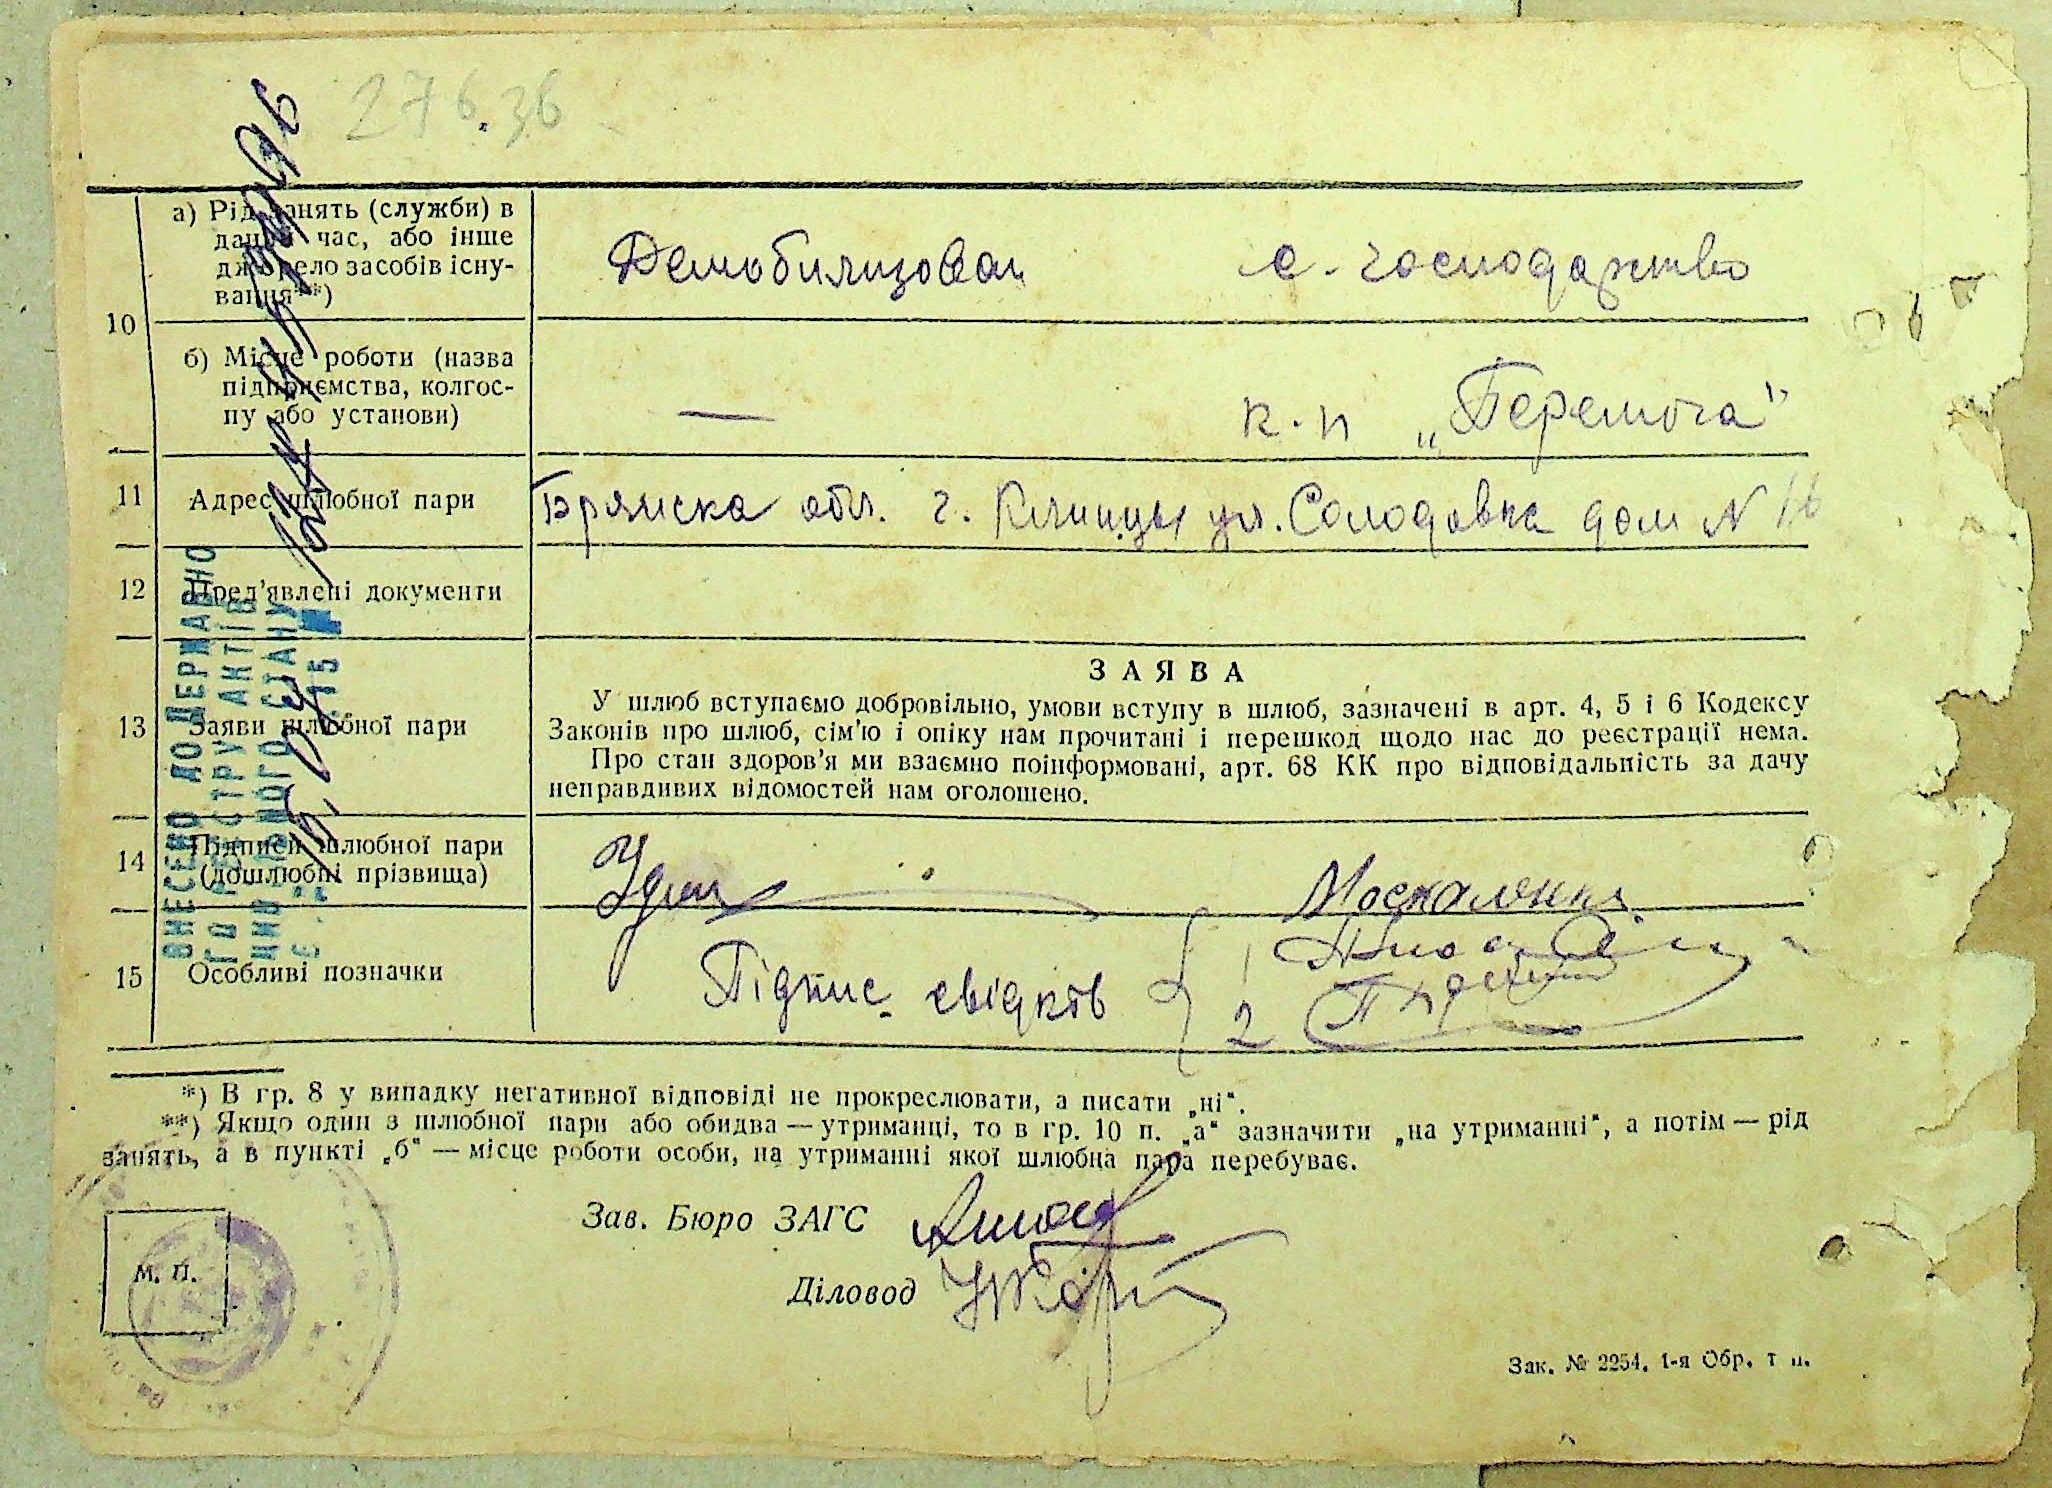 276.36
10
а) Рід занять (служби) в
даний час, або інше
джерело засобів існу-
вання**)
Демобилизован с. господарство
б) Місце роботи (назва
підприємства, колгос-
пу або установи)
— к.п „Перемога"
11 Адрес шлюбної пари Брянска обл. г. Клинцы ул. Солодовка дом N 16
12 Пред'явлені документи
13 Заяви шлюбної пари
ЗАЯВА
У шлюб вступаємо добровільно, умови вступу в шлюб, зазначені в арт. 4, 5 і 6 Кодексу
Законів про шлюб, сім'ю і опіку нам прочитані і перешкод щодо нас до реєстрації нема.
Про стан здоров'я ми взаємно поінформовані, арт. 68 КК про відповідальність за дачу
неправдивих відомостей нам оголошено.
14 Підписи шлюбної пари
(дошлюбні прізвища)
Москаленко
15 Особливі позначки
Підпис свідків { 1
2
ВНЕСЕНО ДО ДЕРЖАВНО
ГО РЕЄСТРУ АКТІВ
ЦИВІЛЬНОГО СТАНУ
*) В гр. 8 у випадку негативної відповіді не прокреслювати, а писати „ні".
**) Якщо один з шлюбної пари або обидва — утриманці, то в гр. 10 п. „а" зазначити „на утриманні", а потім — рід
занять, а в пункті „б" — місце роботи особи, на утриманні якої шлюбна пара перебуває.
Зав. Бюро ЗАГС
Діловод
М. П.
Зак. № 2254. 1-я Обр. т п.